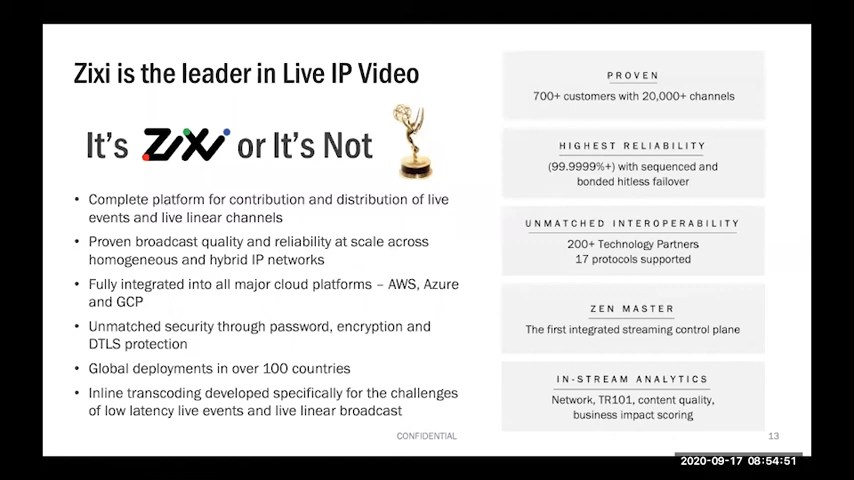 Zixi is the leader in Live IP Video
It's ZiXi or It's Not
• Complete platform for contribution and distribution of live
events and live linear channels
• Proven broadcast quality and reliability at scale across
homogeneous and hybrid IP networks
• Fully integrated into all major cloud platforms – AWS, Azure
and GCP
• Unmatched security through password, encryption and
DTLS protection
• Global deployments in over 100 countries
• Inline transcoding developed specifically for the challenges
of low latency live events and live linear broadcast
PROVEN
700+ customers with 20,000+ channels
HIGHEST RELIABILITY
(99.9999%+) with sequenced and
bonded hitless failover
UNMATCHED INTEROPERABILITY
200+ Technology Partners
17 protocols supported
ZEN MASTER
The first integrated streaming control plane
IN-STREAM ANALYTICS
Network, TR101, content quality,
business impact scoring
CONFIDENTIAL
13
2020-09-17 08:54:51